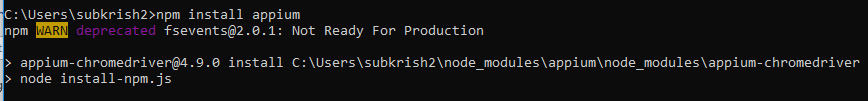 C:\Users\subkrish2>npm install appium
npm WARN deprecated fsevents@2.0.1: Not Ready For Production
> appium-chromedriver@4.9.0 install C:\Users\subkrish2\node_modules\appium\node_modules\appium-chromedriver
> node install-npm.js